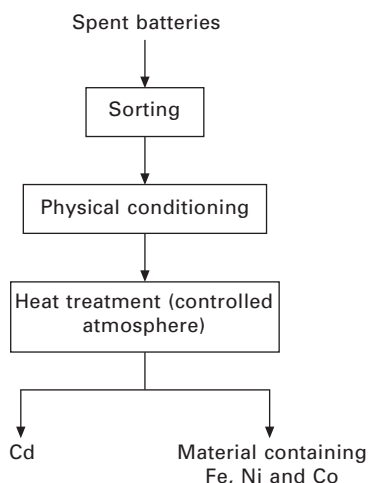 Spent batteries
Sorting
Physical conditioning
Heat treatment (controlled
atmosphere)
Cd
Material containing
Fe, Ni and Co